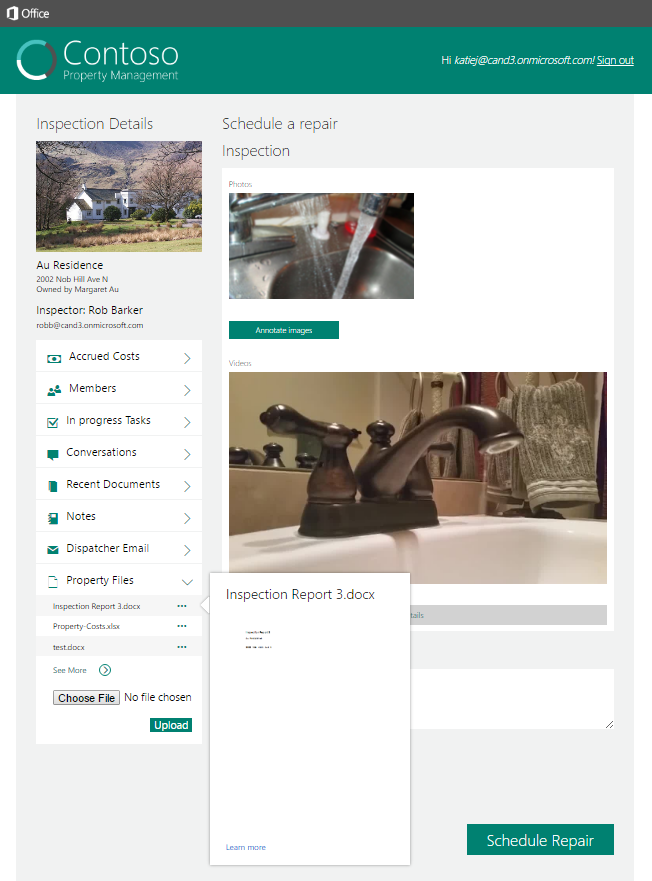 Office
Contoso
Property Management
Hi katiej@cand3.onmicrosoft.com! Sign out
Inspection Details
Au Residence
2002 Nob Hill Ave N
Owned by Margaret Au
Inspector: Rob Barker
robb@cand3.onmicrosoft.com
Accrued Costs
Members
In progress Tasks
Conversations
Recent Documents
Notes
Dispatcher Email
Property Files
Inspection Report 3.docx
Property-Costs.xlsx
test.docx
See More
Choose File No file chosen
Upload
Schedule a repair
Inspection
Photos
Annotate images
Videos
Inspection Report 3.docx
Learn more
Schedule Repair